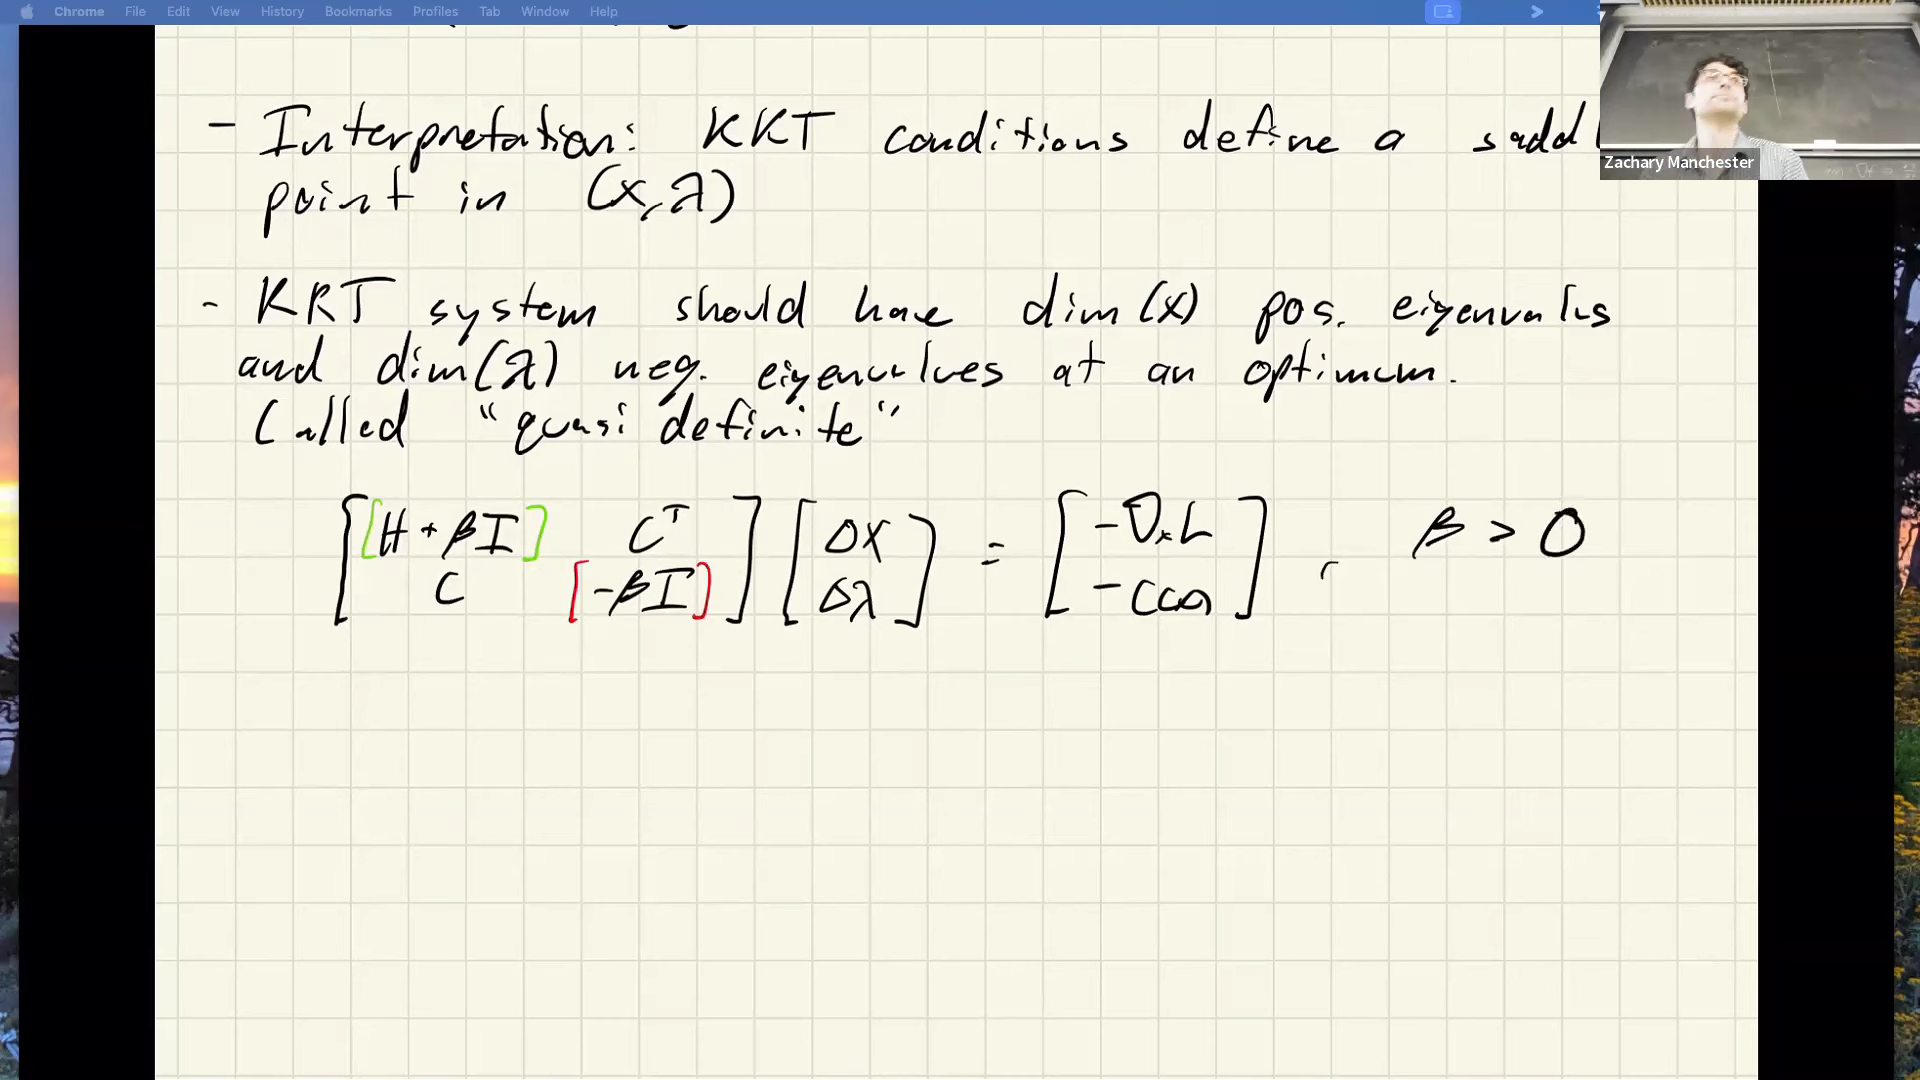 Chrome File Edit View History Bookmarks Profiles Tab Window Help
Zachary Manchester
- Interpretation: KKT conditions define a saddl
point in (x,λ)
- KKT system should have dim(x) pos. eigenvalues
and dim(λ) neg. eigenvalues at an optimum.
Called "quasi definite"
[[H + βI] Cᵀ] [Δx] = [-∇ₓL] , β > 0
[C [-βI]] [Δλ] [-C(x)]